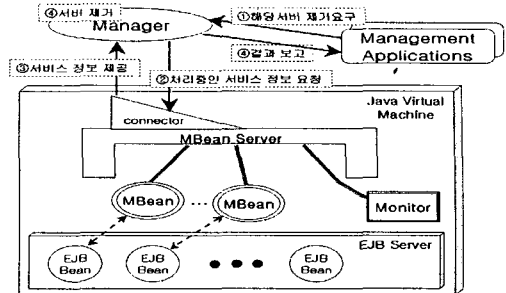 ④서비 제거
Manager
①해당서비 제거요구
④결과 보고
Management
Applications
③서비스 정보 제공
②처리중인 서비스 정보 요청
Java Virtual
Machine
connector
MBean Server
MBean
...
MBean
Monitor
EJB Server
EJB
Bean
EJB
Bean
● ● ●
EJB
Bean